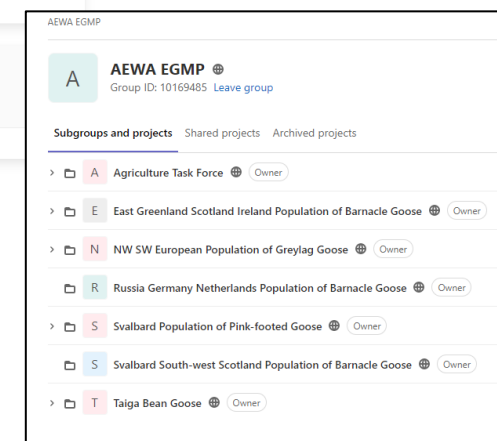 AEWA EGMP
A
AEWA EGMP
Group ID: 10169485 Leave group
Subgroups and projects Shared projects Archived projects
A Agriculture Task Force Owner
E East Greenland Scotland Ireland Population of Barnacle Goose Owner
N NW SW European Population of Greylag Goose Owner
R Russia Germany Netherlands Population of Barnacle Goose Owner
S Svalbard Population of Pink-footed Goose Owner
S Svalbard South-west Scotland Population of Barnacle Goose Owner
T Taiga Bean Goose Owner